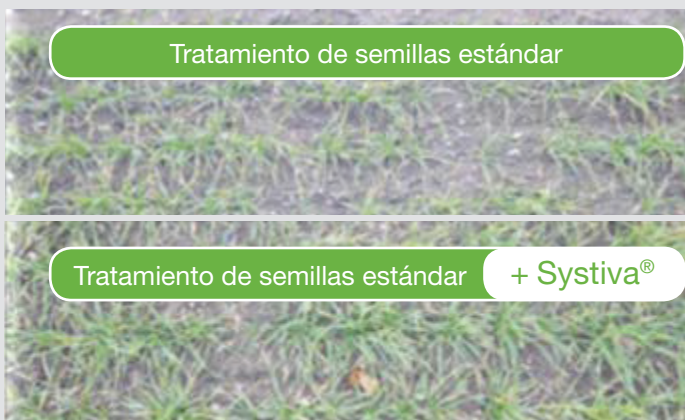 Tratamiento de semillas estándar
Tratamiento de semillas estándar + Systiva®